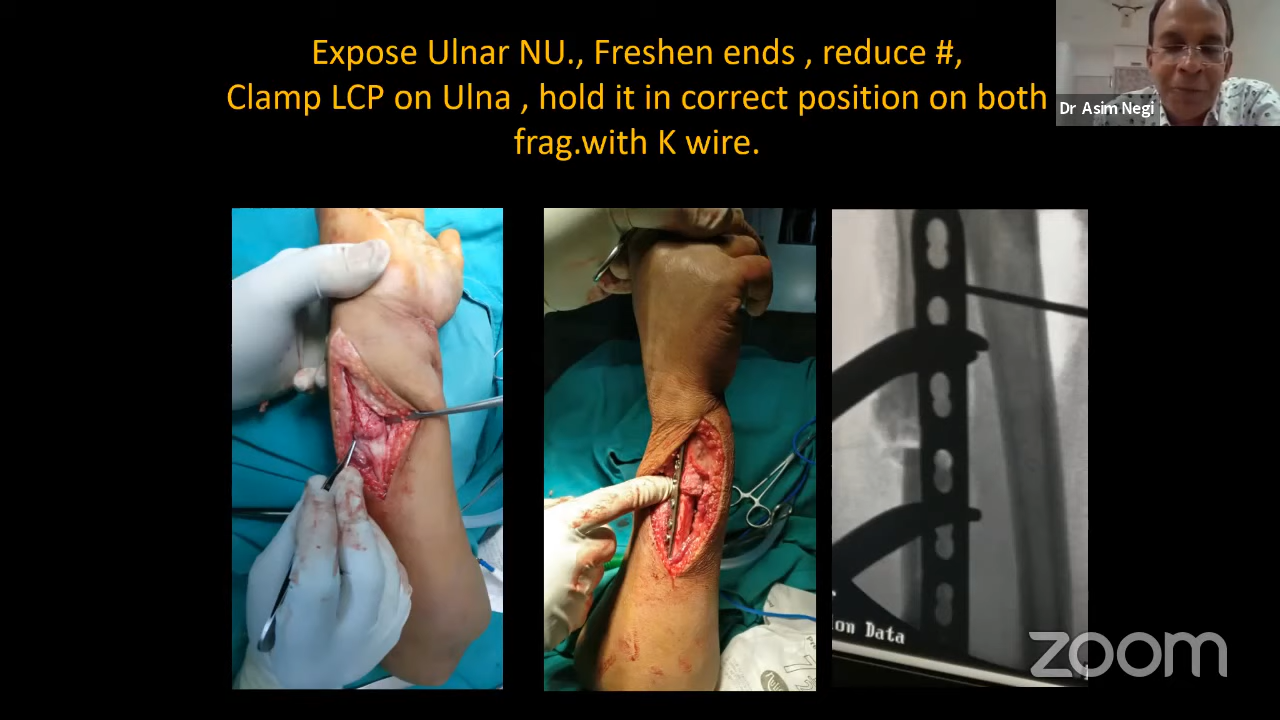 Expose Ulnar NU., Freshen ends , reduce #,
Clamp LCP on Ulna , hold it in correct position on both
frag.with K wire.
Dr Asim Negi
on Data
zoom